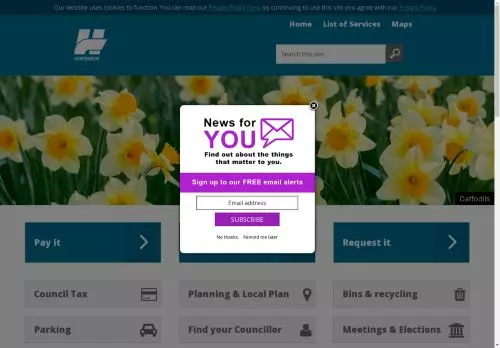 Our website uses cookies to function. You can read our Privacy Policy here, by continuing to use this site you agree with our Privacy Policy
Home List of Services Maps
HERTSMERE
Search this site
News for
YOU
Find out about the things
that matter to you.
Sign up to our FREE email alerts
Email address
SUBSCRIBE
No thanks Remind me later
Daffodils
Pay it
Request it
Council Tax
Planning & Local Plan
Bins & recycling
Parking
Find your Councillor
Meetings & Elections